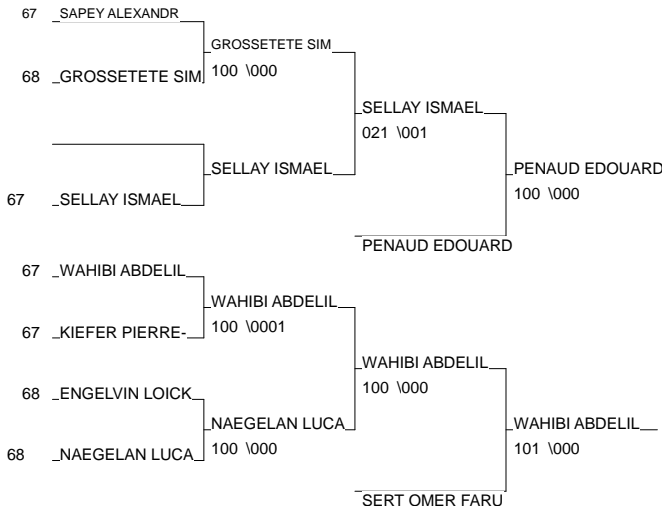 67 SAPEY ALEXANDR
GROSSETETE SIM
68 GROSSETETE SIM
100 \000
SELLAY ISMAEL
021 \001
SELLAY ISMAEL
PENAUD EDOUARD
67 SELLAY ISMAEL
100 \000
PENAUD EDOUARD
67 WAHIBI ABDELIL
WAHIBI ABDELIL
67 KIEFER PIERRE-
100 \0001
WAHIBI ABDELIL
68 ENGELVIN LOICK
100 \000
NAEGELAN LUCA
WAHIBI ABDELIL
68 NAEGELAN LUCA
100 \000
101 \000
SERT OMER FARU